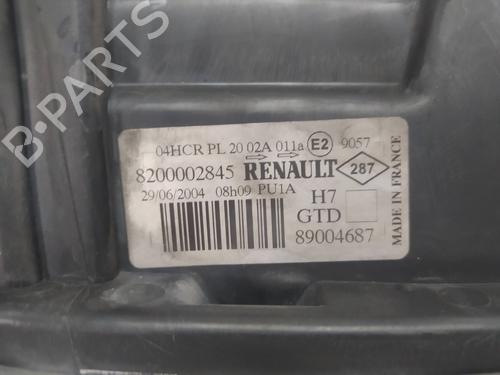 B-PARTS
04HCR PL 20 02A 011a E2 9057
8200002845 RENAULT 287
29/06/2004 08h09 PU1A H7
GTD
89004687
MADE IN FRANCE